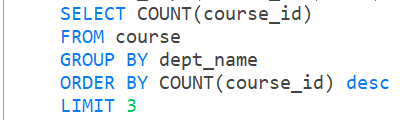 SELECT COUNT(course_id)
FROM course
GROUP BY dept_name
ORDER BY COUNT(course_id) desc
LIMIT 3